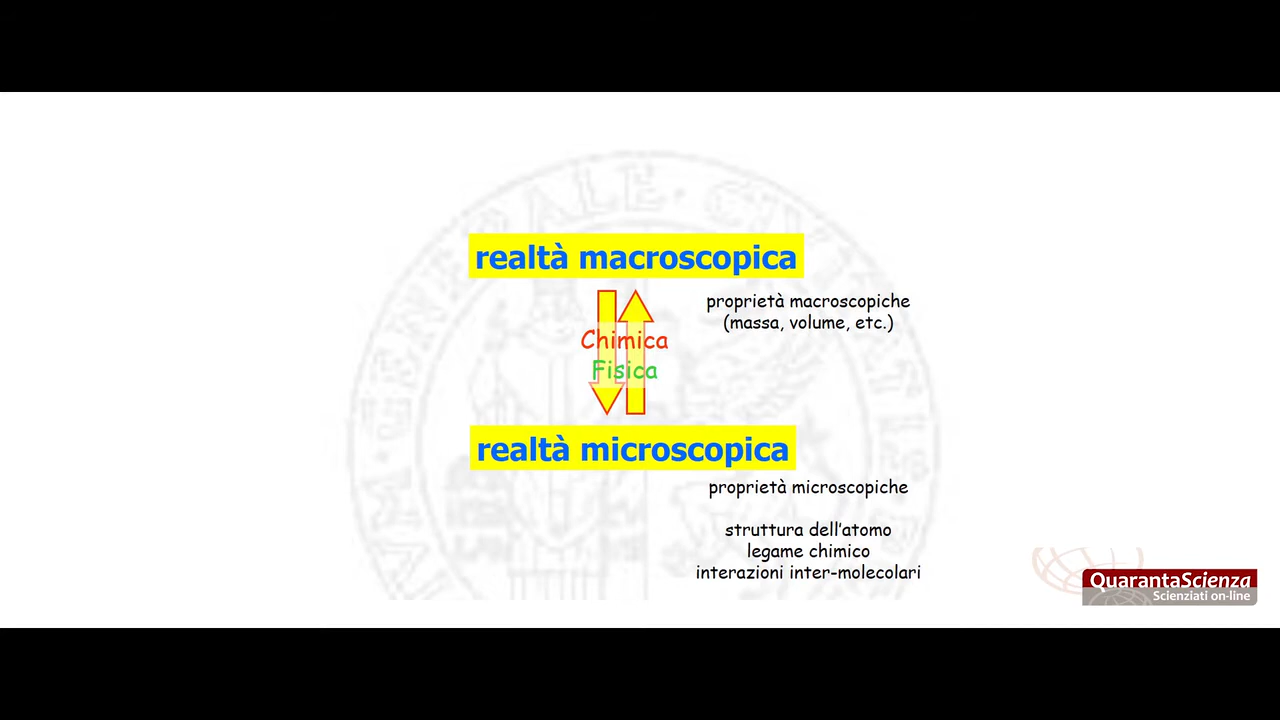 realtà macroscopica
proprietà macroscopiche
(massa, volume, etc.)
Chimica
Fisica
realtà microscopica
proprietà microscopiche
struttura dell'atomo
legame chimico
interazioni inter-molecolari
QuarantaScienza
Scienziati on-line